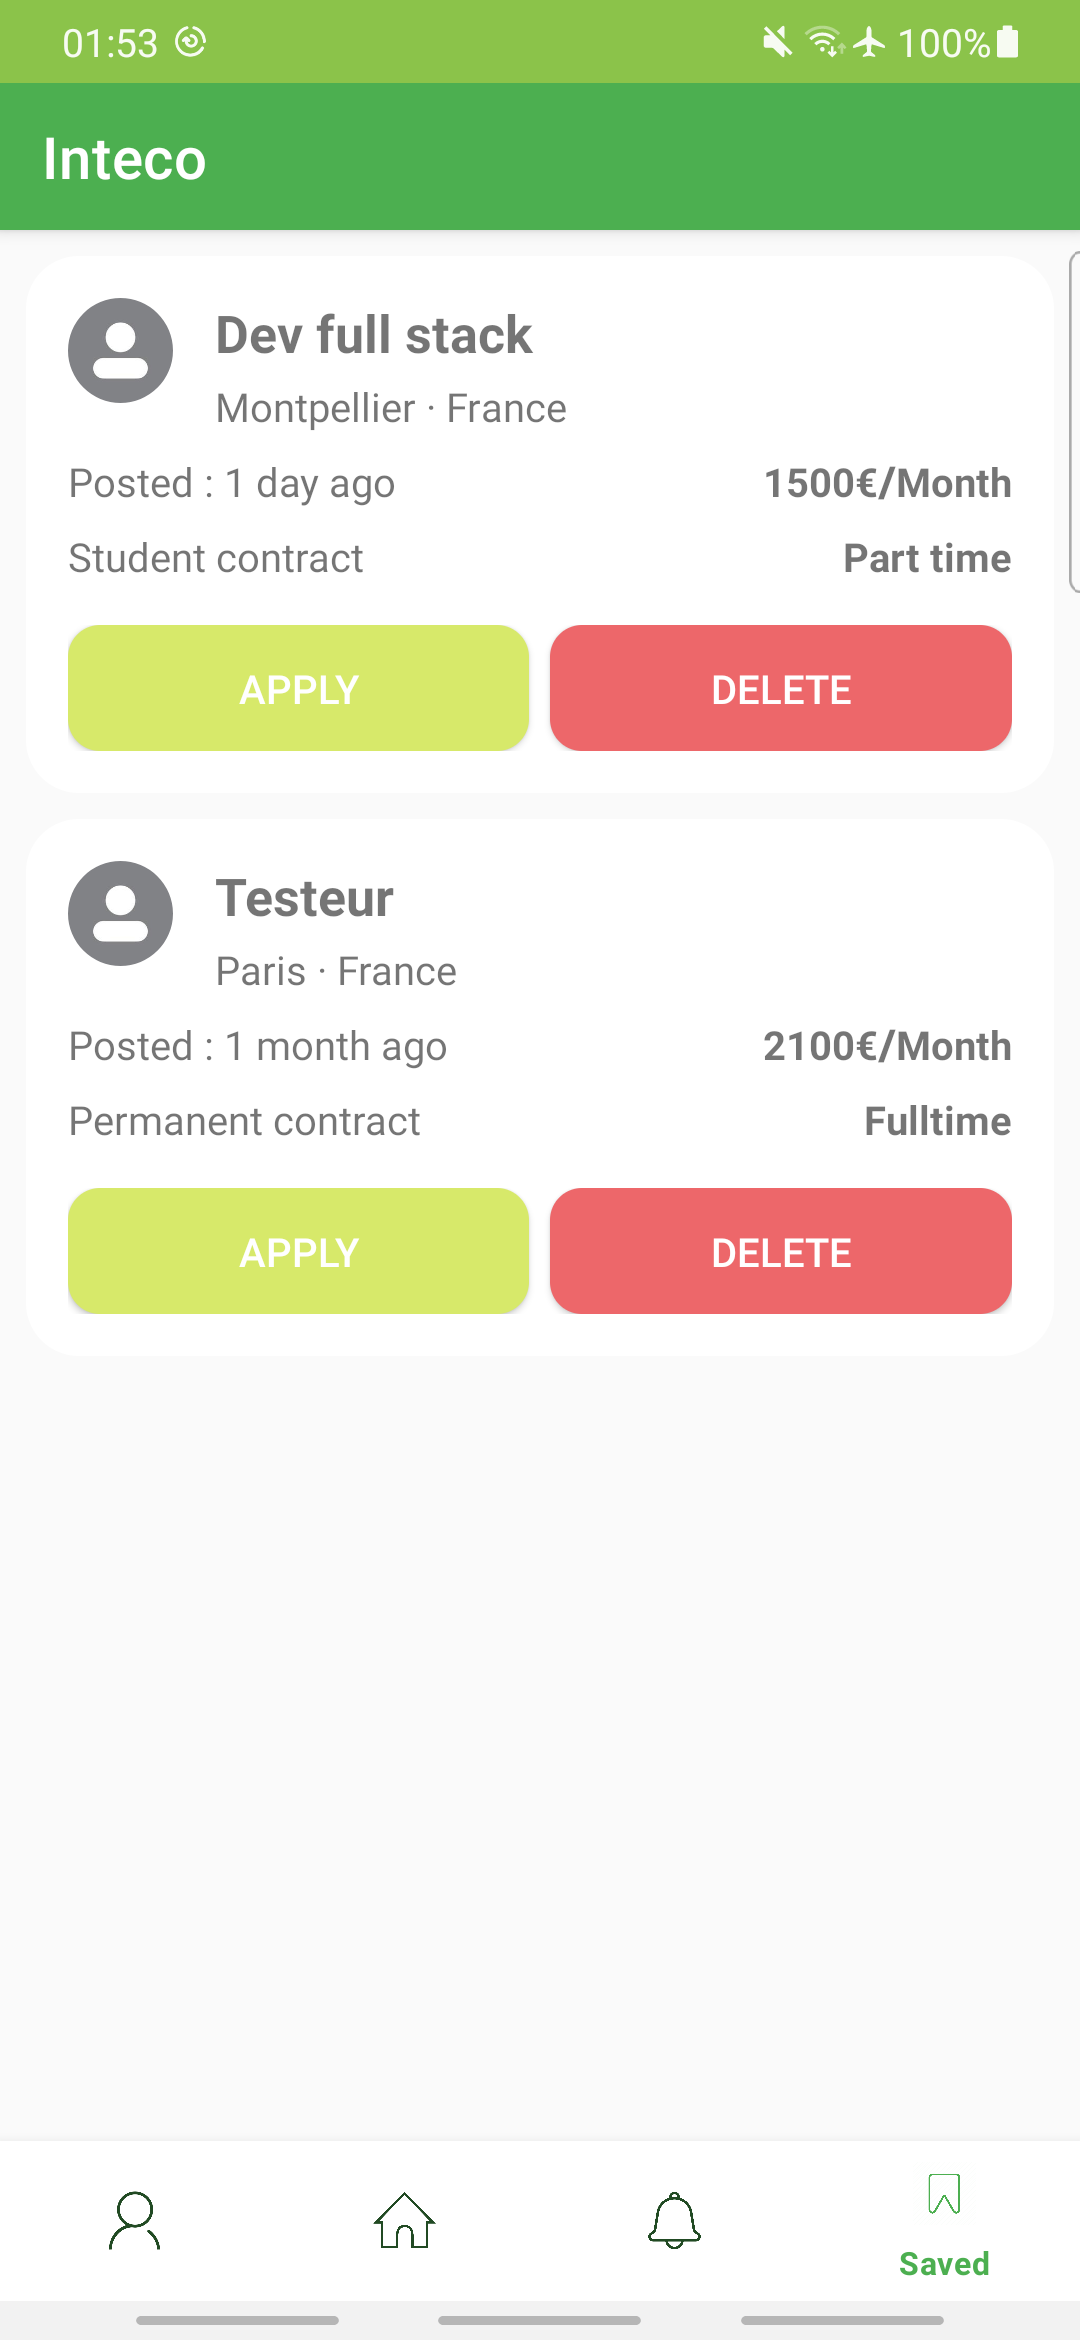 01:53 100%
Inteco
Dev full stack
Montpellier · France
Posted : 1 day ago 1500€/Month
Student contract Part time
APPLY DELETE
Testeur
Paris · France
Posted : 1 month ago 2100€/Month
Permanent contract Fulltime
APPLY DELETE
Saved